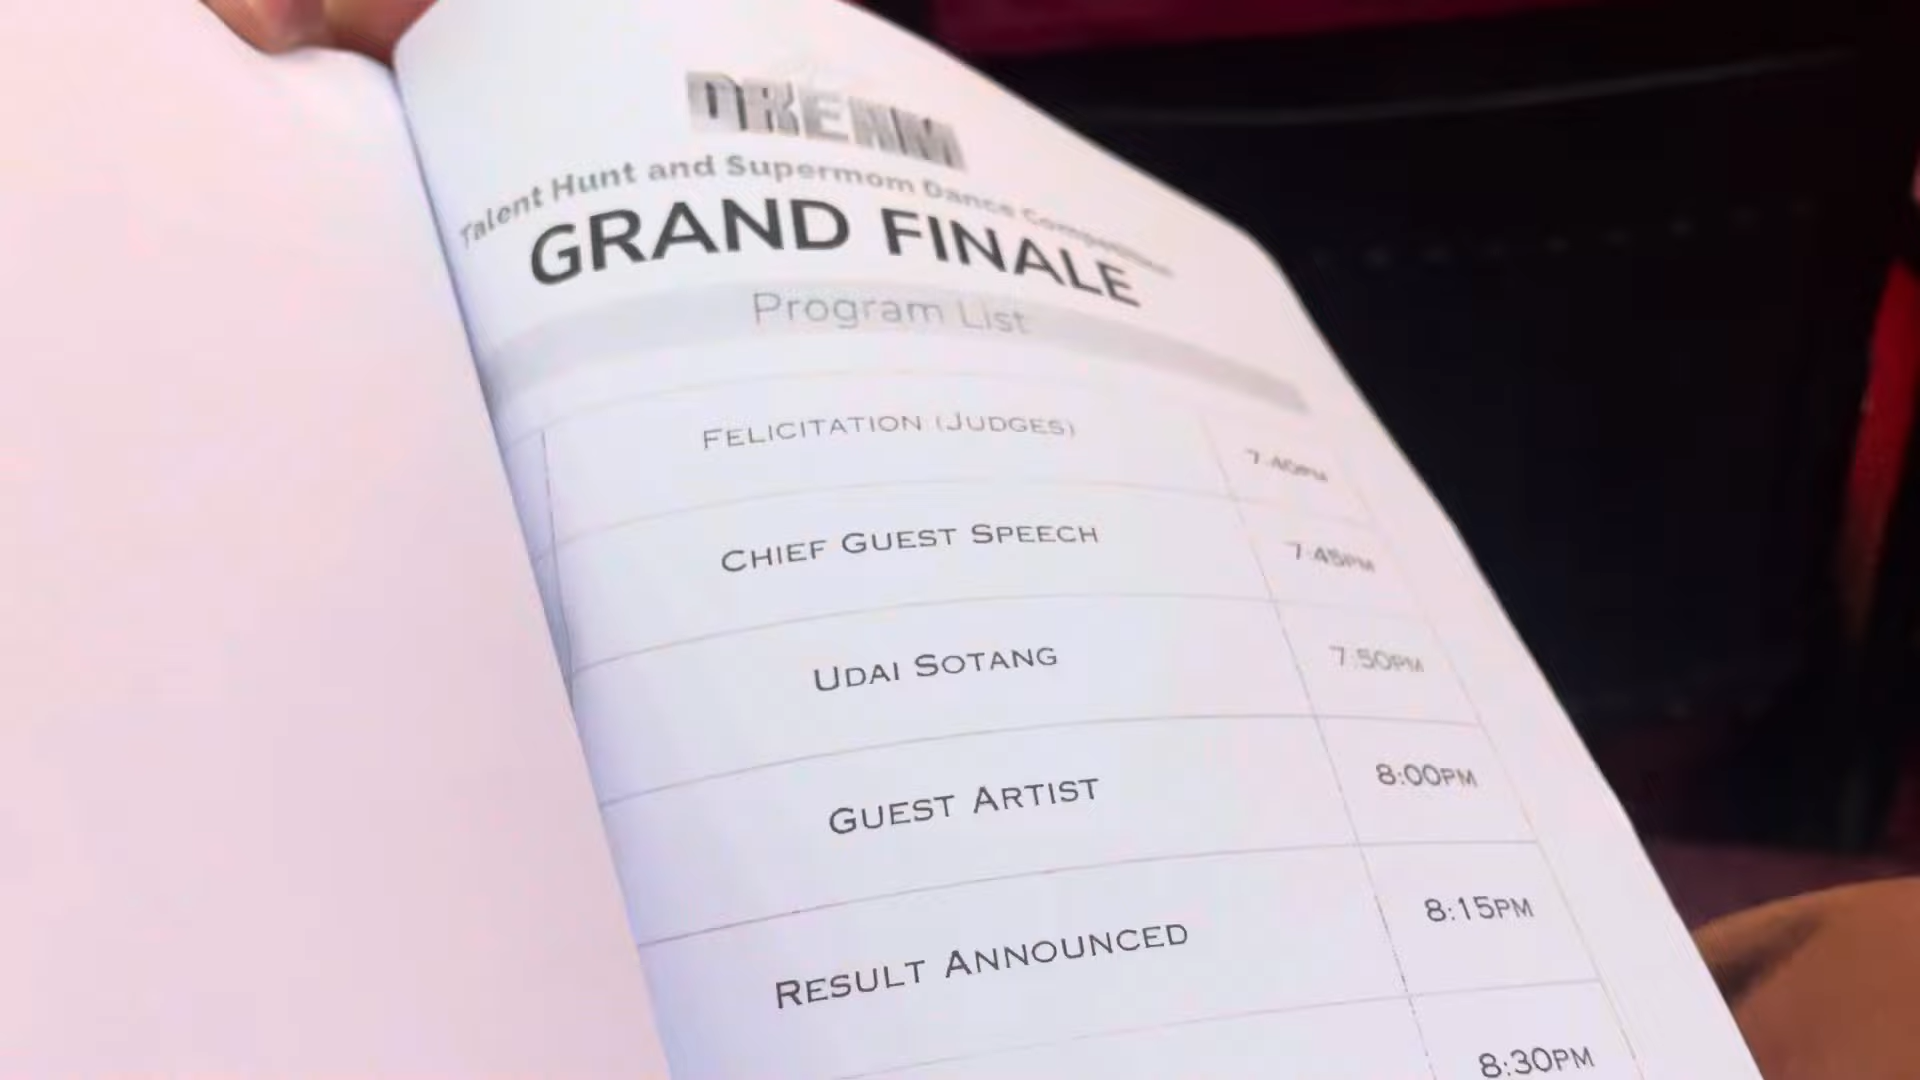 DREAM
Talent Hunt and Supermom Dance Competition
GRAND FINALE
Program List
FELICITATION (JUDGES) 7:40PM
CHIEF GUEST SPEECH 7:45PM
UDAI SOTANG 7:50PM
GUEST ARTIST 8:00PM
RESULT ANNOUNCED 8:15PM
8:30PM